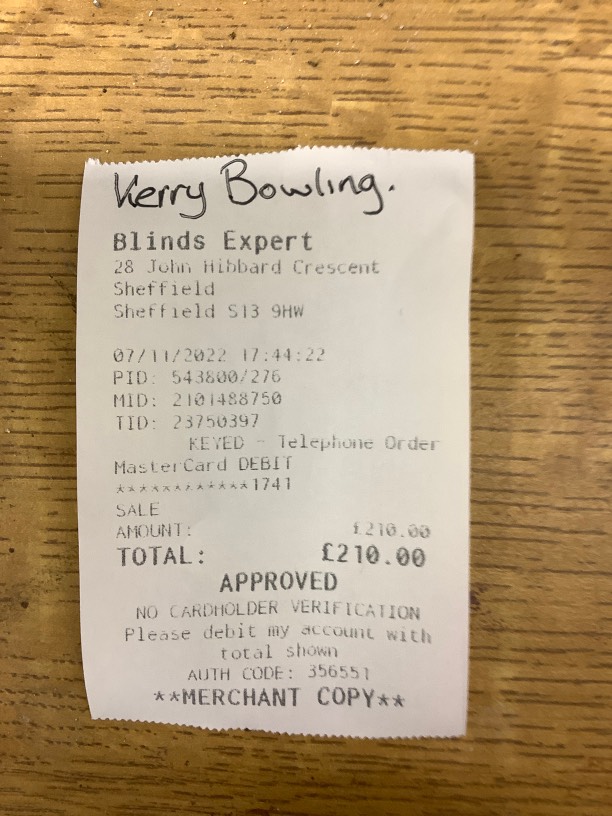 Kerry Bowling.
Blinds Expert
28 John Hibbard Crescent
Sheffield
Sheffield S13 9HW
07/11/2022 17:44:22
PID: 543800/276
MID: 2101488750
TID: 23750397
KEYED - Telephone Order
MasterCard DEBIT
************1741
SALE
AMOUNT: £210.00
TOTAL: £210.00
APPROVED
NO CARDHOLDER VERIFICATION
Please debit my account with
total shown
AUTH CODE: 356551
**MERCHANT COPY**